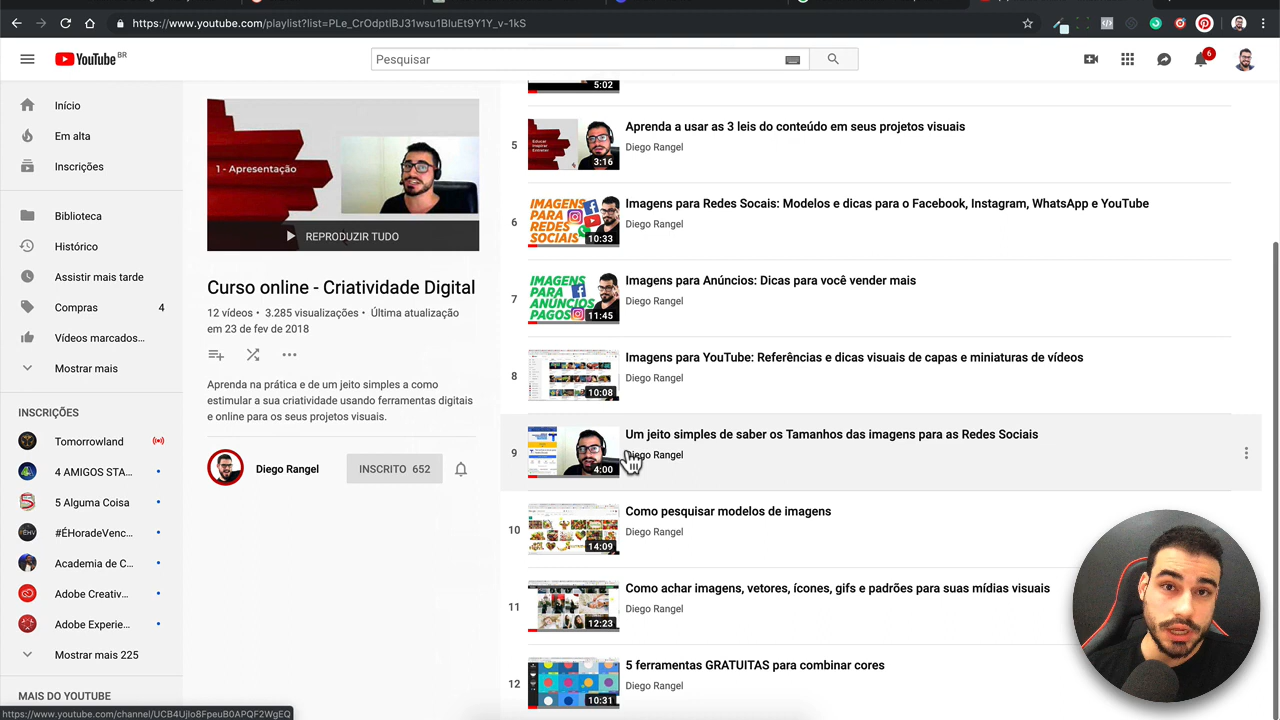 https://www.youtube.com/playlist?list=PLe_CrOdptlBJ31wsu1BIuEt9Y1Y_v-1kS
YouTube BR
Pesquisar
6
Início
Em alta
Inscrições
Biblioteca
Histórico
Assistir mais tarde
Compras 4
Vídeos marcados...
Mostrar mais
INSCRIÇÕES
Tomorrowland
4 AMIGOS STA...
5 Alguma Coisa
#ÉHoradeVenc...
Academia de C...
Adobe Creativ...
Adobe Experie...
Mostrar mais 225
MAIS DO YOUTUBE
https://www.youtube.com/channel/UCB4UjIo8FpeuB0APQF2WgEQ
1 - Apresentação
REPRODUZIR TUDO
Curso online - Criatividade Digital
12 vídeos • 3.285 visualizações • Última atualização
em 23 de fev de 2018
Aprenda na prática e de um jeito simples a como
estimular a sua criatividade usando ferramentas digitais
e online para os seus projetos visuais.
Diego Rangel
INSCRITO 652
5:02
5
Educar
Inspirar
Entreter
3:16
Aprenda a usar as 3 leis do conteúdo em seus projetos visuais
Diego Rangel
6
IMAGENS
PARA
REDES
SOCIAIS
10:33
Imagens para Redes Socais: Modelos e dicas para o Facebook, Instagram, WhatsApp e YouTube
Diego Rangel
7
IMAGENS
PARA
ANÚNCIOS
PAGOS
11:45
Imagens para Anúncios: Dicas para você vender mais
Diego Rangel
8
10:08
Imagens para YouTube: Referências e dicas visuais de capas e miniaturas de vídeos
Diego Rangel
9
4:00
Um jeito simples de saber os Tamanhos das imagens para as Redes Sociais
Diego Rangel
10
14:09
Como pesquisar modelos de imagens
Diego Rangel
11
12:23
Como achar imagens, vetores, ícones, gifs e padrões para suas mídias visuais
Diego Rangel
12
10:31
5 ferramentas GRATUITAS para combinar cores
Diego Rangel